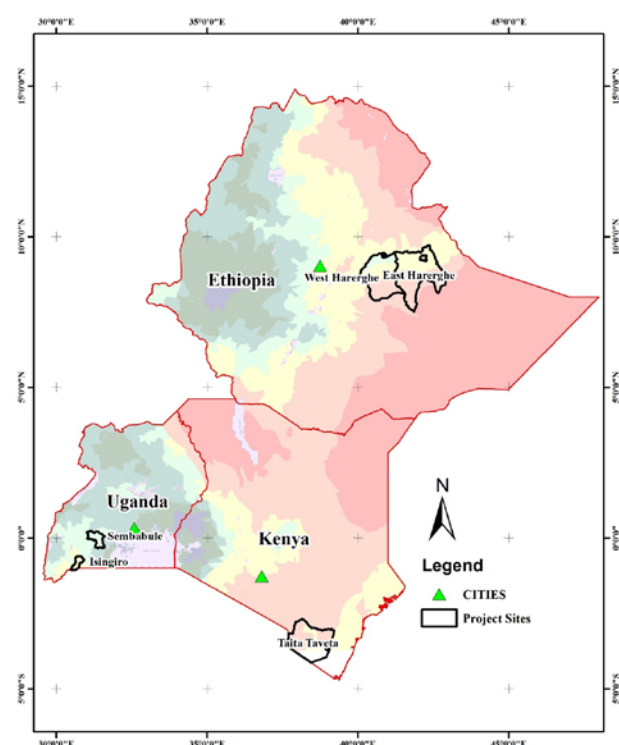 30°0'0"E 35°0'0"E 40°0'0"E 45°0'0"E
15°0'0"N 15°0'0"N
10°0'0"N 10°0'0"N
Ethiopia
West Harerghe East Harerghe
5°0'0"N 5°0'0"N
N
Uganda
Sembabule
Kenya
0°0'0" 0°0'0"
Isingiro
Legend
CITIES
Project Sites
Taita Taveta
5°0'0"S 5°0'0"S
30°0'0"E 35°0'0"E 40°0'0"E 45°0'0"E